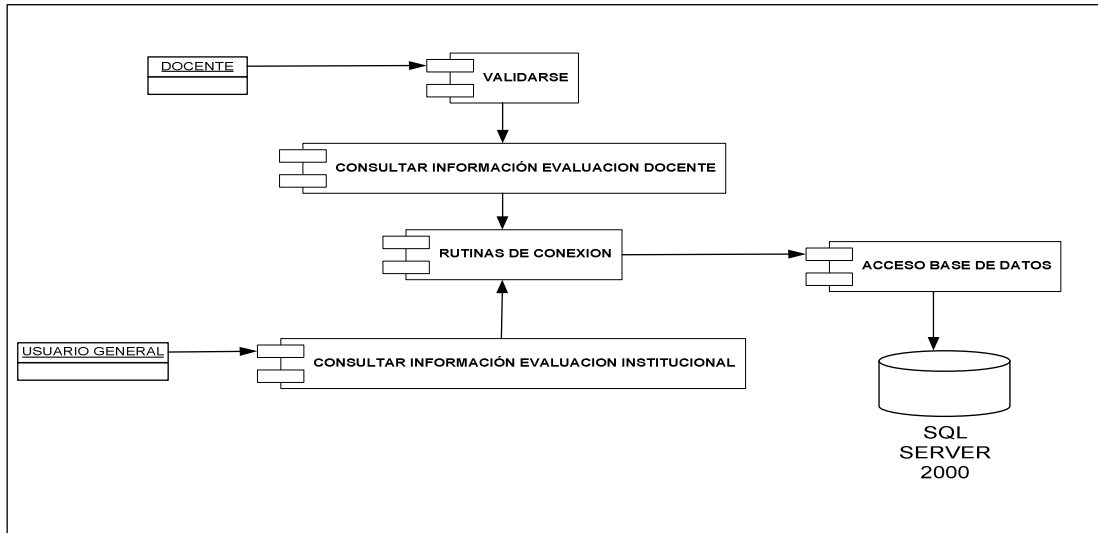 DOCENTE
VALIDARSE
CONSULTAR INFORMACIÓN EVALUACION DOCENTE
RUTINAS DE CONEXION
ACCESO BASE DE DATOS
USUARIO GENERAL
CONSULTAR INFORMACIÓN EVALUACION INSTITUCIONAL
SQL
SERVER
2000